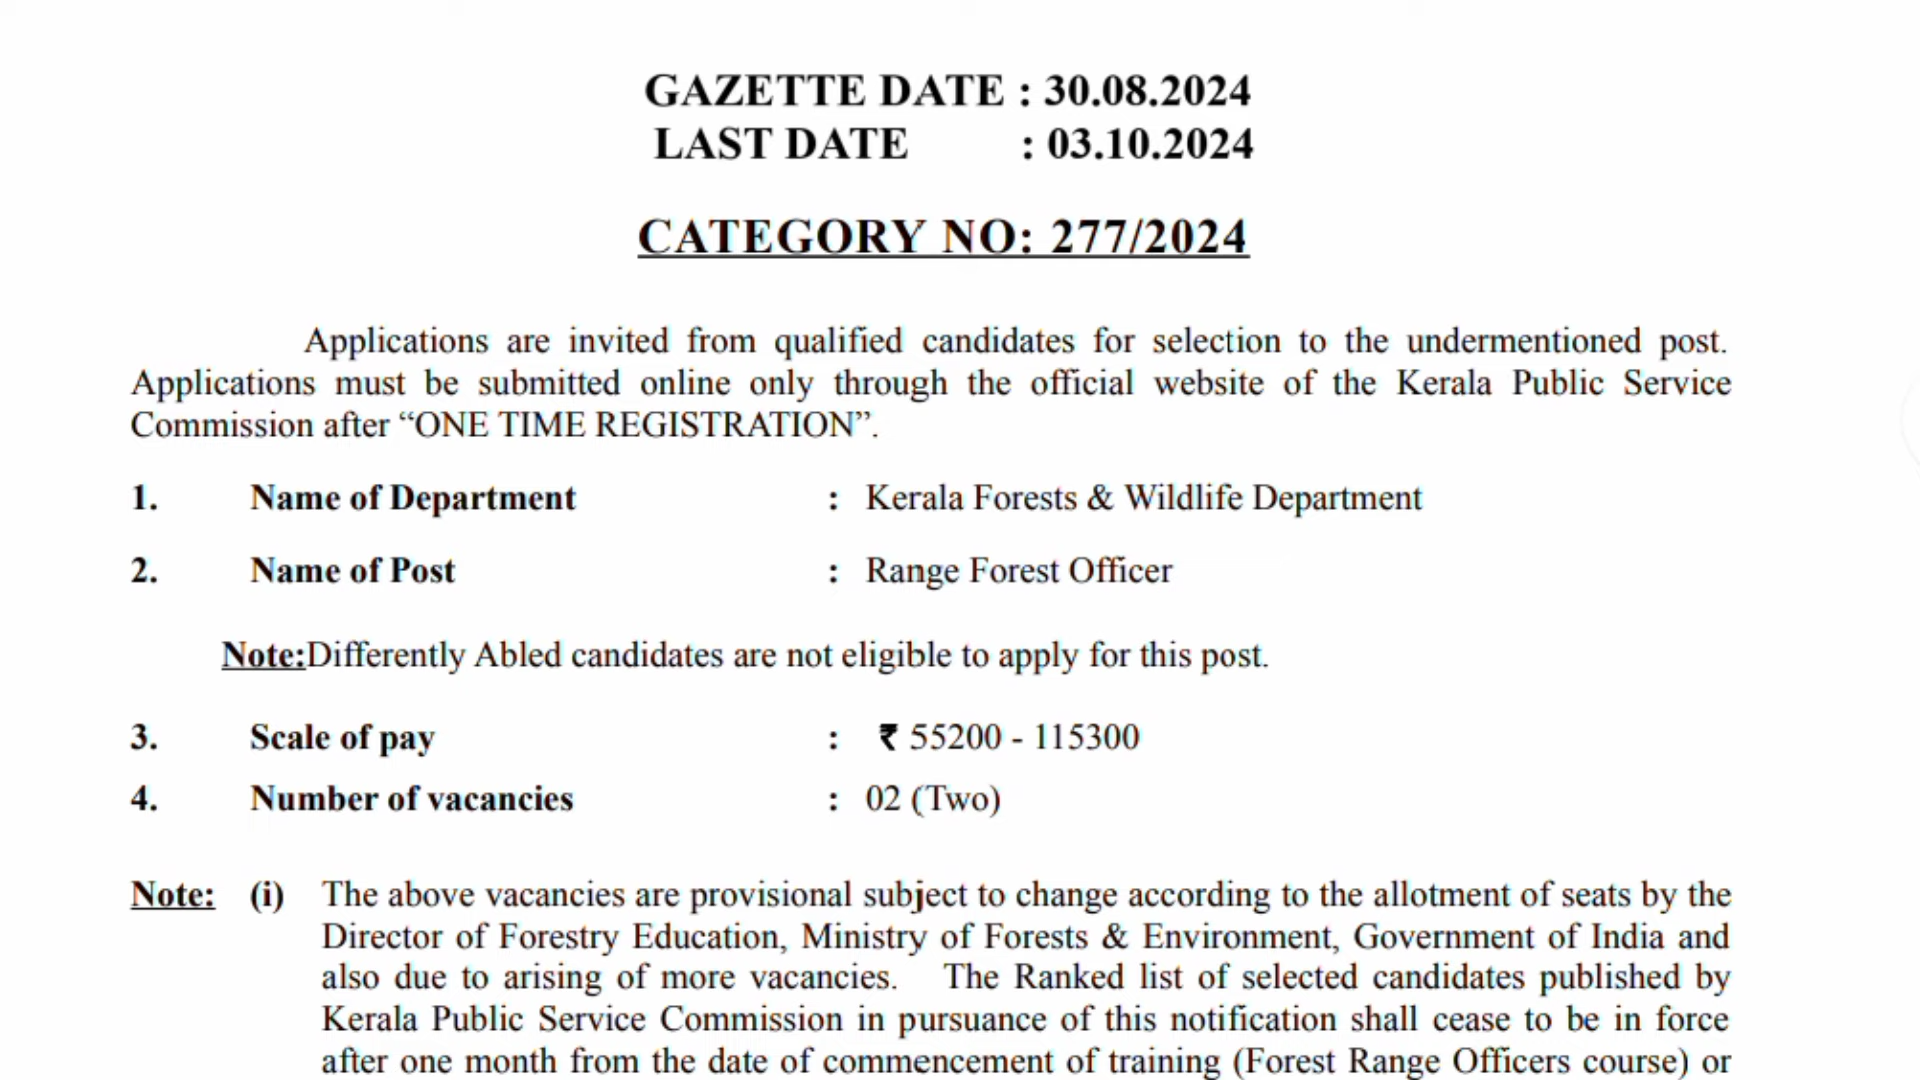 GAZETTE DATE : 30.08.2024
LAST DATE : 03.10.2024
CATEGORY NO: 277/2024
Applications are invited from qualified candidates for selection to the undermentioned post.
Applications must be submitted online only through the official website of the Kerala Public Service
Commission after “ONE TIME REGISTRATION”.
1. Name of Department : Kerala Forests & Wildlife Department
2. Name of Post : Range Forest Officer
Note:Differently Abled candidates are not eligible to apply for this post.
3. Scale of pay : ₹ 55200 - 115300
4. Number of vacancies : 02 (Two)
Note: (i) The above vacancies are provisional subject to change according to the allotment of seats by the
Director of Forestry Education, Ministry of Forests & Environment, Government of India and
also due to arising of more vacancies. The Ranked list of selected candidates published by
Kerala Public Service Commission in pursuance of this notification shall cease to be in force
after one month from the date of commencement of training (Forest Range Officers course) or